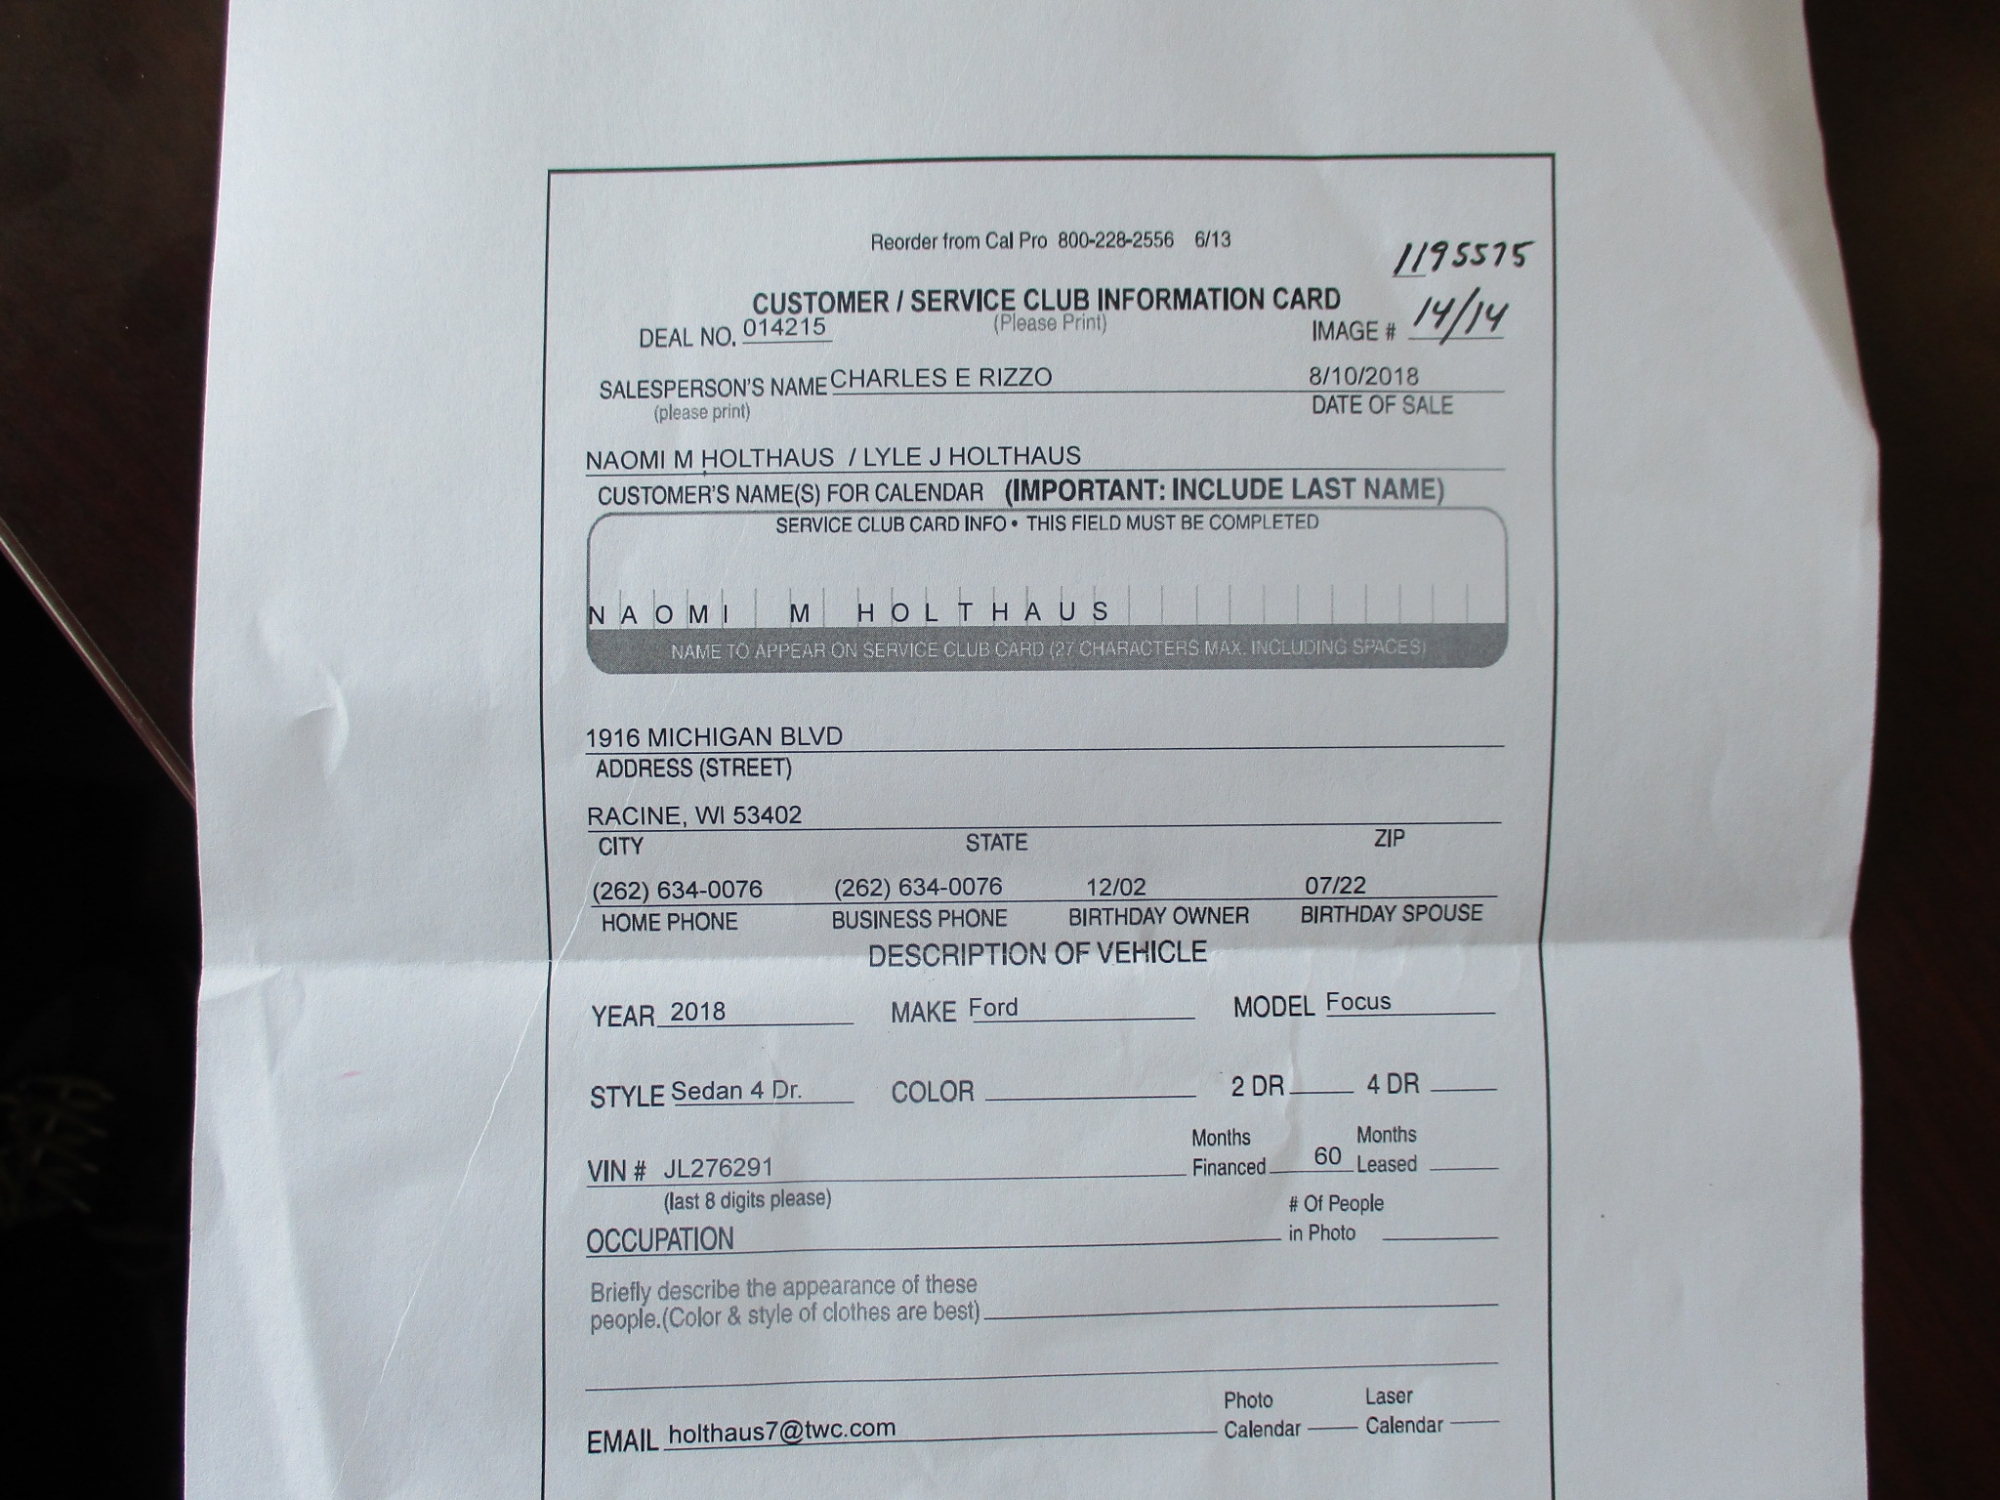 Reorder from Cal Pro 800-228-2556 6/13
1195575
CUSTOMER / SERVICE CLUB INFORMATION CARD
DEAL NO. 014215 (Please Print) IMAGE # 14/14
SALESPERSON'S NAME CHARLES E RIZZO 8/10/2018
(please print) DATE OF SALE
NAOMI M HOLTHAUS / LYLE J HOLTHAUS
CUSTOMER'S NAME(S) FOR CALENDAR (IMPORTANT: INCLUDE LAST NAME)
SERVICE CLUB CARD INFO • THIS FIELD MUST BE COMPLETED
NAOMI M HOLTHAUS
NAME TO APPEAR ON SERVICE CLUB CARD (27 CHARACTERS MAX. INCLUDING SPACES)
1916 MICHIGAN BLVD
ADDRESS (STREET)
RACINE, WI 53402
CITY STATE ZIP
(262) 634-0076 (262) 634-0076 12/02 07/22
HOME PHONE BUSINESS PHONE BIRTHDAY OWNER BIRTHDAY SPOUSE
DESCRIPTION OF VEHICLE
YEAR 2018 MAKE Ford MODEL Focus
STYLE Sedan 4 Dr. COLOR 2 DR 4 DR
Months Months
VIN # JL276291 Financed 60 Leased
(last 8 digits please) # Of People
OCCUPATION in Photo
Briefly describe the appearance of these
people.(Color & style of clothes are best)
Photo Laser
EMAIL holthaus7@twc.com Calendar Calendar